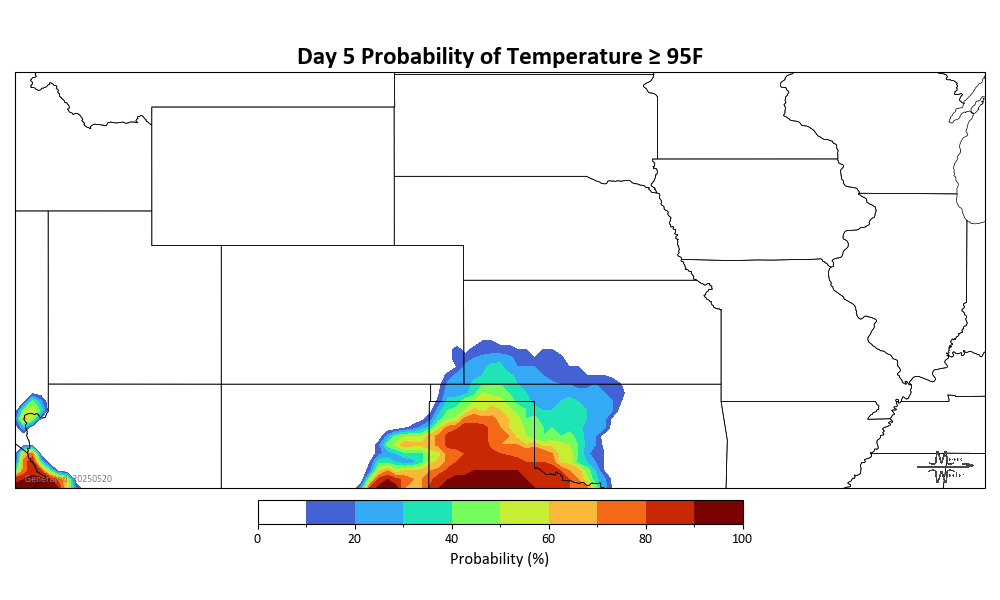 Day 5 Probability of Temperature ≥ 95F
Generated: 20250520
0 20 40 60 80 100
Probability (%)